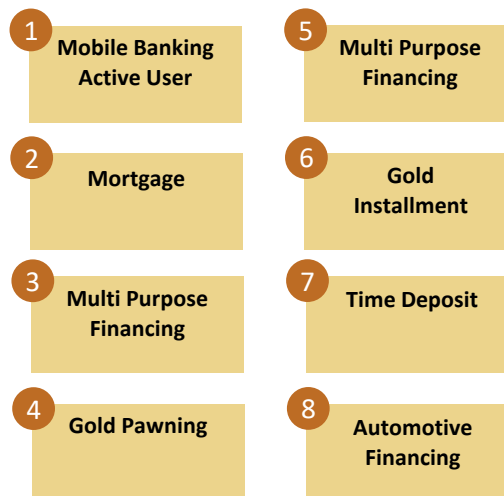 1
Mobile Banking
Active User
2
Mortgage
3
Multi Purpose
Financing
4
Gold Pawning
5
Multi Purpose
Financing
6
Gold
Installment
7
Time Deposit
8
Automotive
Financing